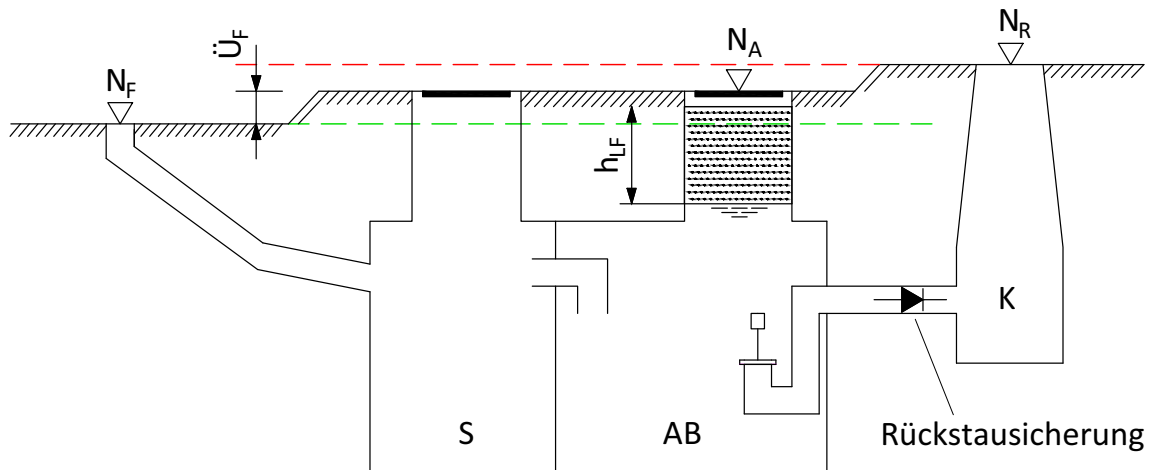 Ü_F
N_F
N_A
N_R
h_LF
K
S
AB
Rückstausicherung